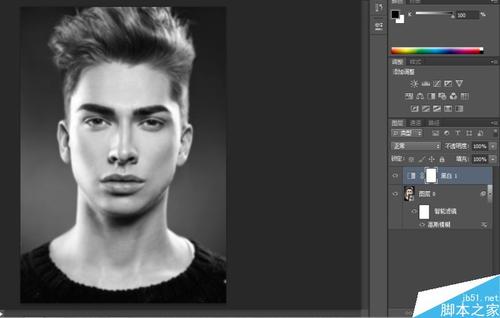 K 100 %
调整 样式
添加调整
图层 通道 路径
类型
正常 不透明度: 100%
锁定: 填充: 100%
黑白 1
图层 0
智能滤镜
高斯模糊
jb51.net
脚本之家